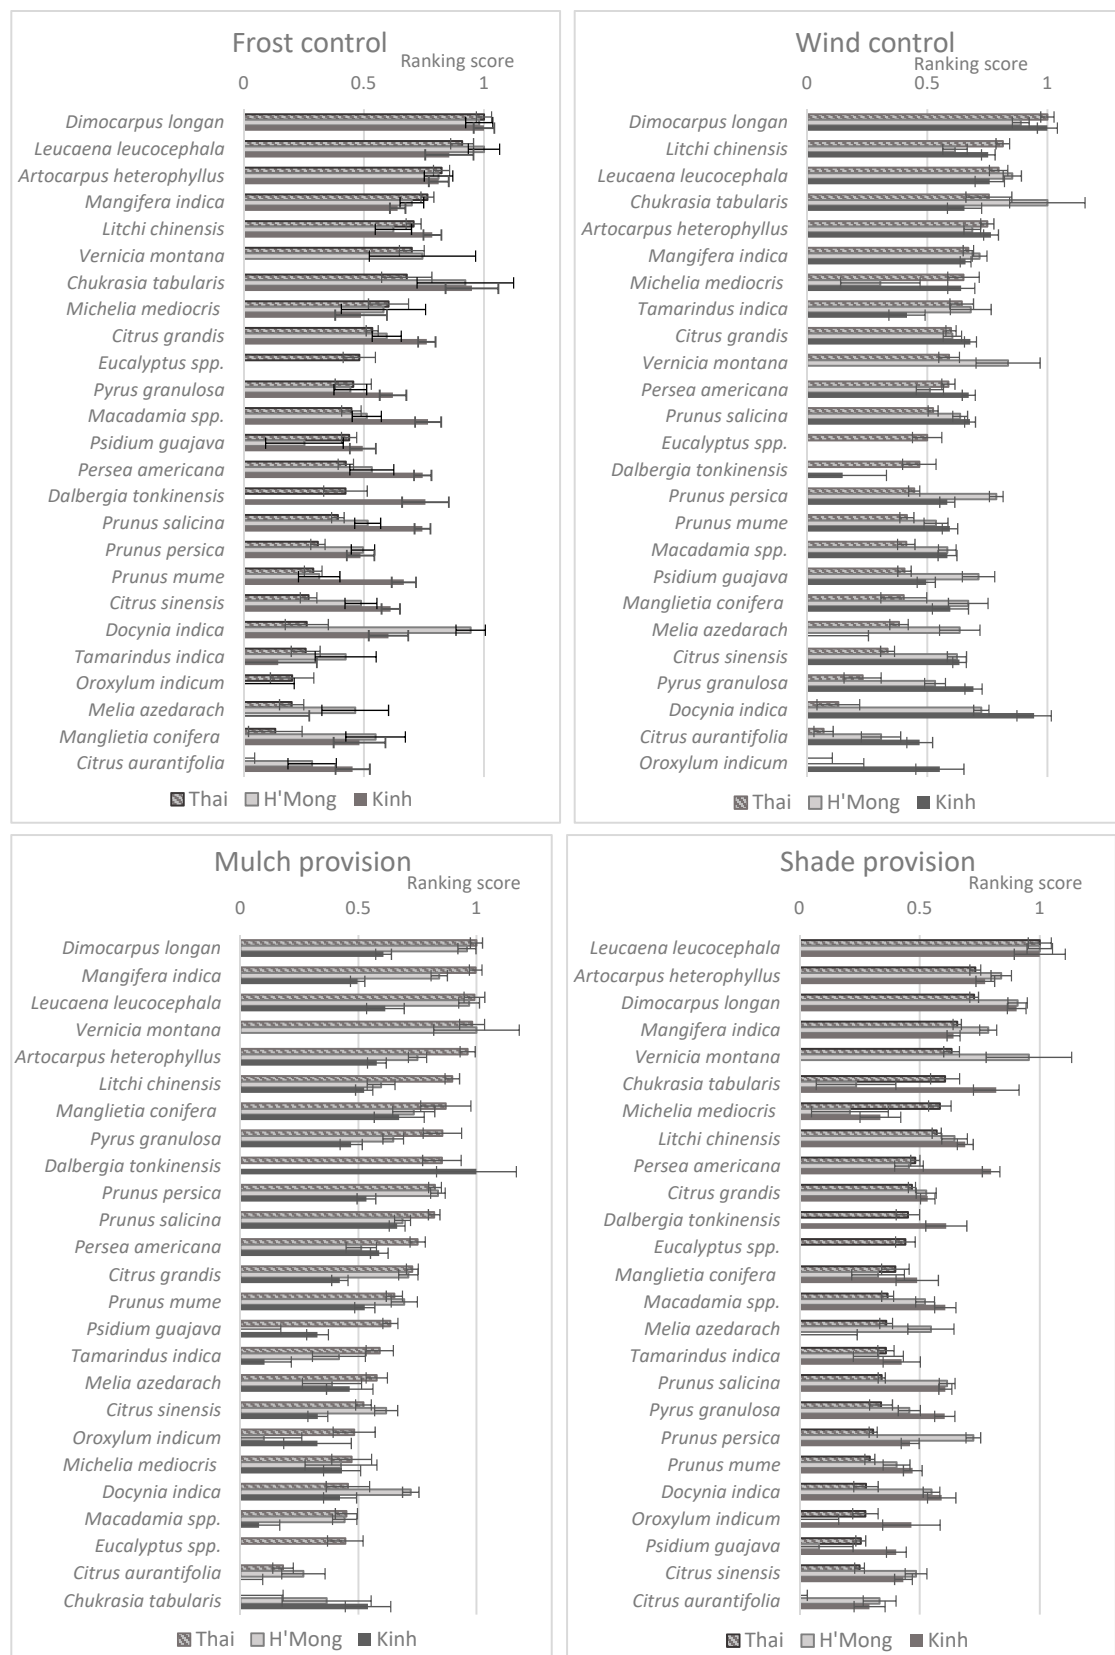 Frost control
Ranking score
0 0.5 1
Dimocarpus longan
Leucaena leucocephala
Artocarpus heterophyllus
Mangifera indica
Litchi chinensis
Vernicia montana
Chukrasia tabularis
Michelia mediocris
Citrus grandis
Eucalyptus spp.
Pyrus granulosa
Macadamia spp.
Psidium guajava
Persea americana
Dalbergia tonkinensis
Prunus salicina
Prunus persica
Prunus mume
Citrus sinensis
Docynia indica
Tamarindus indica
Oroxylum indicum
Melia azedarach
Manglietia conifera
Citrus aurantifolia
Thai H'Mong Kinh
Wind control
Ranking score
0 0.5 1
Dimocarpus longan
Litchi chinensis
Leucaena leucocephala
Chukrasia tabularis
Artocarpus heterophyllus
Mangifera indica
Michelia mediocris
Tamarindus indica
Citrus grandis
Vernicia montana
Persea americana
Prunus salicina
Eucalyptus spp.
Dalbergia tonkinensis
Prunus persica
Prunus mume
Macadamia spp.
Psidium guajava
Manglietia conifera
Melia azedarach
Citrus sinensis
Pyrus granulosa
Docynia indica
Citrus aurantifolia
Oroxylum indicum
Thai H'Mong Kinh
Mulch provision
Ranking score
0 0.5 1
Dimocarpus longan
Mangifera indica
Leucaena leucocephala
Vernicia montana
Artocarpus heterophyllus
Litchi chinensis
Manglietia conifera
Pyrus granulosa
Dalbergia tonkinensis
Prunus persica
Prunus salicina
Persea americana
Citrus grandis
Prunus mume
Psidium guajava
Tamarindus indica
Melia azedarach
Citrus sinensis
Oroxylum indicum
Michelia mediocris
Docynia indica
Macadamia spp.
Eucalyptus spp.
Citrus aurantifolia
Chukrasia tabularis
Thai H'Mong Kinh
Shade provision
Ranking score
0 0.5 1
Leucaena leucocephala
Artocarpus heterophyllus
Dimocarpus longan
Mangifera indica
Vernicia montana
Chukrasia tabularis
Michelia mediocris
Litchi chinensis
Persea americana
Citrus grandis
Dalbergia tonkinensis
Eucalyptus spp.
Manglietia conifera
Macadamia spp.
Melia azedarach
Tamarindus indica
Prunus salicina
Pyrus granulosa
Prunus persica
Prunus mume
Docynia indica
Oroxylum indicum
Psidium guajava
Citrus sinensis
Citrus aurantifolia
Thai H'Mong Kinh